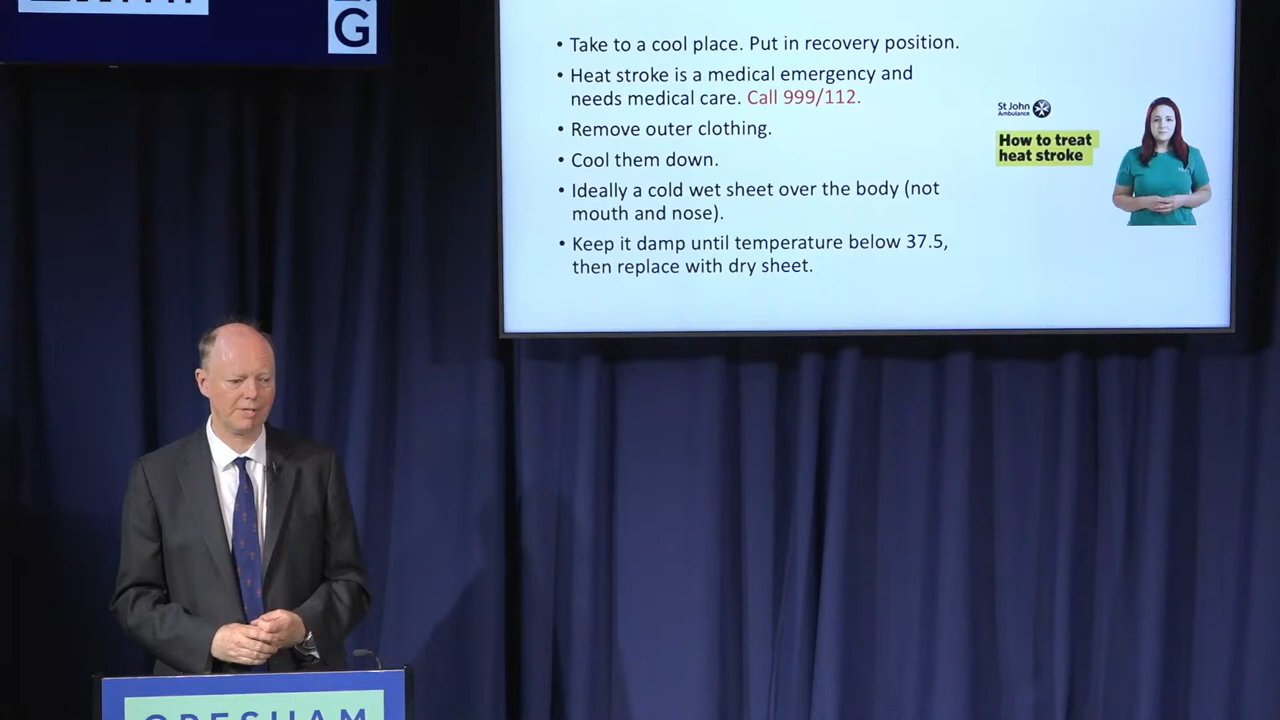 G
• Take to a cool place. Put in recovery position.
• Heat stroke is a medical emergency and
needs medical care. Call 999/112.
• Remove outer clothing.
• Cool them down.
• Ideally a cold wet sheet over the body (not
mouth and nose).
• Keep it damp until temperature below 37.5,
then replace with dry sheet.
St John
Ambulance
How to treat
heat stroke
GRESHAM